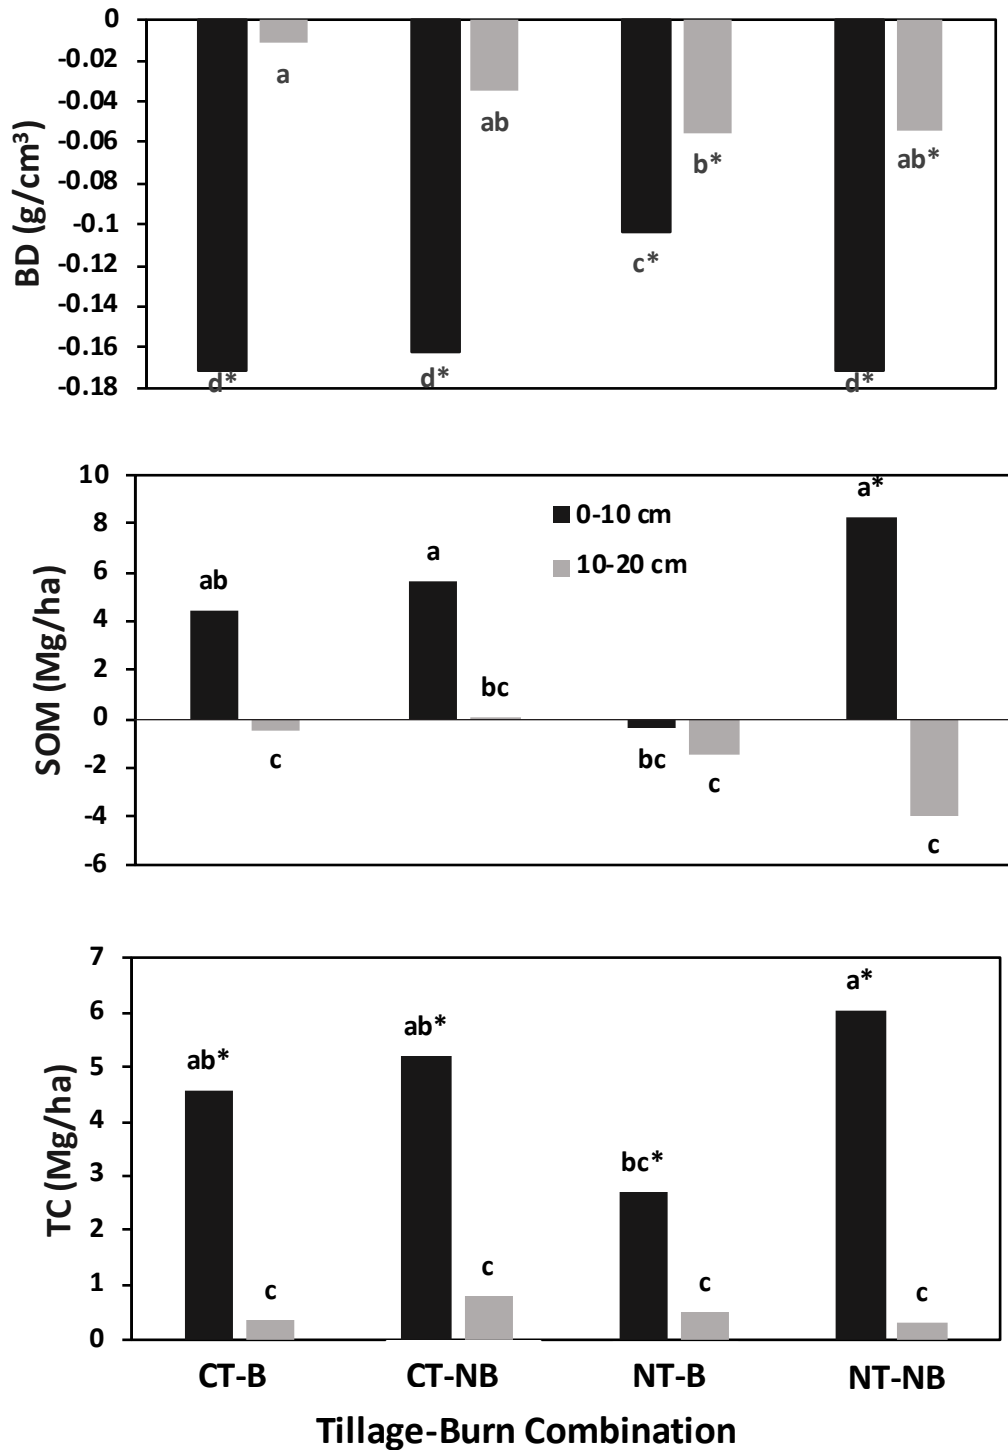 0
-0.02
-0.04
-0.06
-0.08
-0.1
-0.12
-0.14
-0.16
-0.18
BD (g/cm³)
a
ab
b*
ab*
c*
d*
d*
d*
10
8
6
4
2
0
-2
-4
-6
SOM (Mg/ha)
0-10 cm
10-20 cm
ab
c
a
bc
bc
c
a*
c
7
6
5
4
3
2
1
0
TC (Mg/ha)
ab*
c
ab*
c
bc*
c
a*
c
CT-B
CT-NB
NT-B
NT-NB
Tillage-Burn Combination